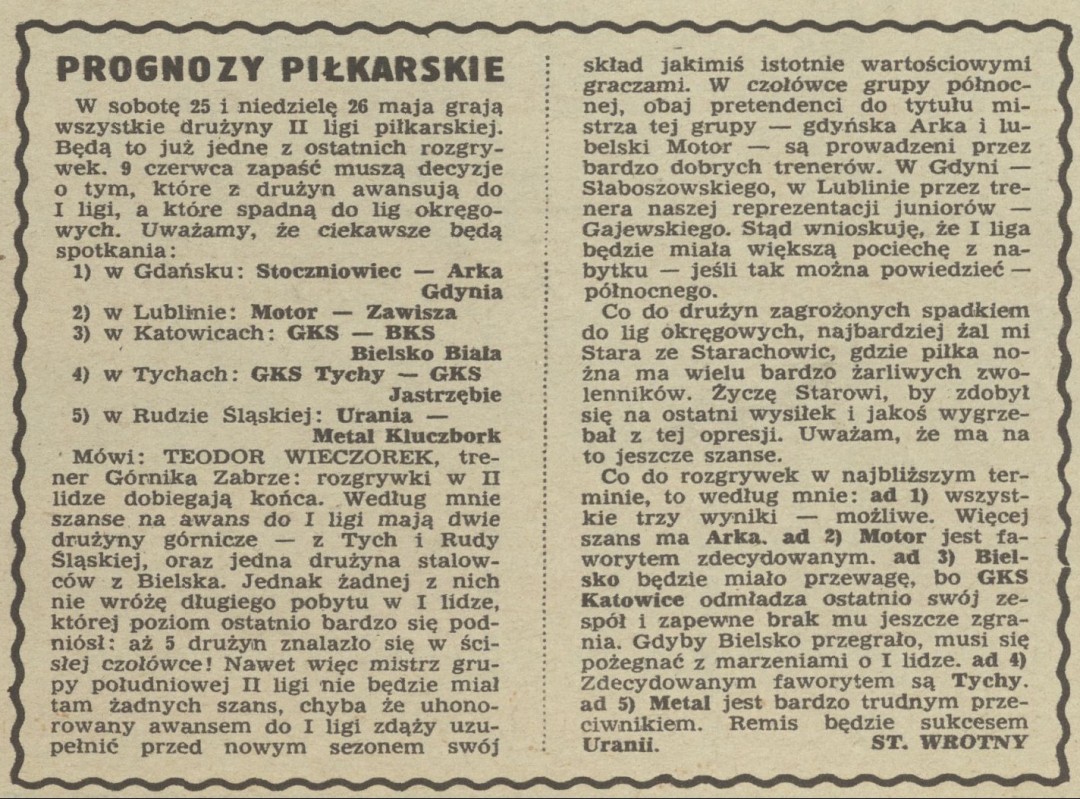 PROGNOZY PIŁKARSKIE
W sobotę 25 i niedzielę 26 maja grają
wszystkie drużyny II ligi piłkarskiej.
Będą to już jedne z ostatnich rozgry-
wek. 9 czerwca zapaść muszą decyzje
o tym, które z drużyn awansują do
I ligi, a które spadną do lig okręgo-
wych. Uważamy, że ciekawsze będą
spotkania:
1) w Gdańsku: Stoczniowiec — Arka
Gdynia
2) w Lublinie: Motor — Zawisza
3) w Katowicach: GKS — BKS
Bielsko Biała
4) w Tychach: GKS Tychy — GKS
Jastrzębie
5) w Rudzie Śląskiej: Urania —
Metal Kluczbork
Mówi: TEODOR WIECZOREK, tre-
ner Górnika Zabrze: rozgrywki w II
lidze dobiegają końca. Według mnie
szanse na awans do I ligi mają dwie
drużyny górnicze — z Tych i Rudy
Śląskiej, oraz jedna drużyna stalow-
ców z Bielska. Jednak żadnej z nich
nie wróżę długiego pobytu w I lidze,
której poziom ostatnio bardzo się pod-
niósł: aż 5 drużyn znalazło się w ści-
słej czołówce! Nawet więc mistrz gru-
py południowej II ligi nie będzie miał
tam żadnych szans, chyba że uhono-
rowany awansem do I ligi zdąży uzu-
pełnić przed nowym sezonem swój
skład jakimiś istotnie wartościowymi
graczami. W czołówce grupy północ-
nej, obaj pretendenci do tytułu mi-
strza tej grupy — gdyńska Arka i lu-
belski Motor — są prowadzeni przez
bardzo dobrych trenerów. W Gdyni —
Słaboszowskiego, w Lublinie przez tre-
nera naszej reprezentacji juniorów —
Gajewskiego. Stąd wnioskuję, że I liga
będzie miała większą pociechę z na-
bytku — jeśli tak można powiedzieć —
północnego.
Co do drużyn zagrożonych spadkiem
do lig okręgowych, najbardziej żal mi
Stara ze Starachowic, gdzie piłka no-
żna ma wielu bardzo żarliwych zwo-
lenników. Życzę Starowi, by zdobył
się na ostatni wysiłek i jakoś wygrze-
bał z tej opresji. Uważam, że ma na
to jeszcze szanse.
Co do rozgrywek w najbliższym ter-
minie, to według mnie: ad 1) wszyst-
kie trzy wyniki — możliwe. Więcej
szans ma Arka. ad 2) Motor jest fa-
worytem zdecydowanym. ad 3) Biel-
sko będzie miało przewagę, bo GKS
Katowice odmładza ostatnio swój ze-
spół i zapewne brak mu jeszcze zgra-
nia. Gdyby Bielsko przegrało, musi się
pożegnać z marzeniami o I lidze. ad 4)
Zdecydowanym faworytem są Tychy.
ad 5) Metal jest bardzo trudnym prze-
ciwnikiem. Remis będzie sukcesem
Uranii. ST. WROTNY